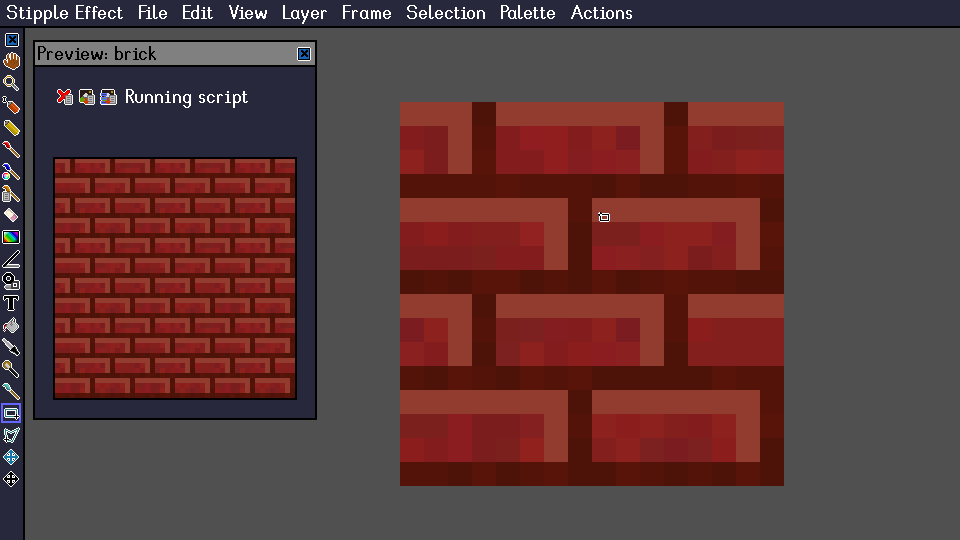 Stipple Effect File Edit View Layer Frame Selection Palette Actions
Preview: brick
Running script